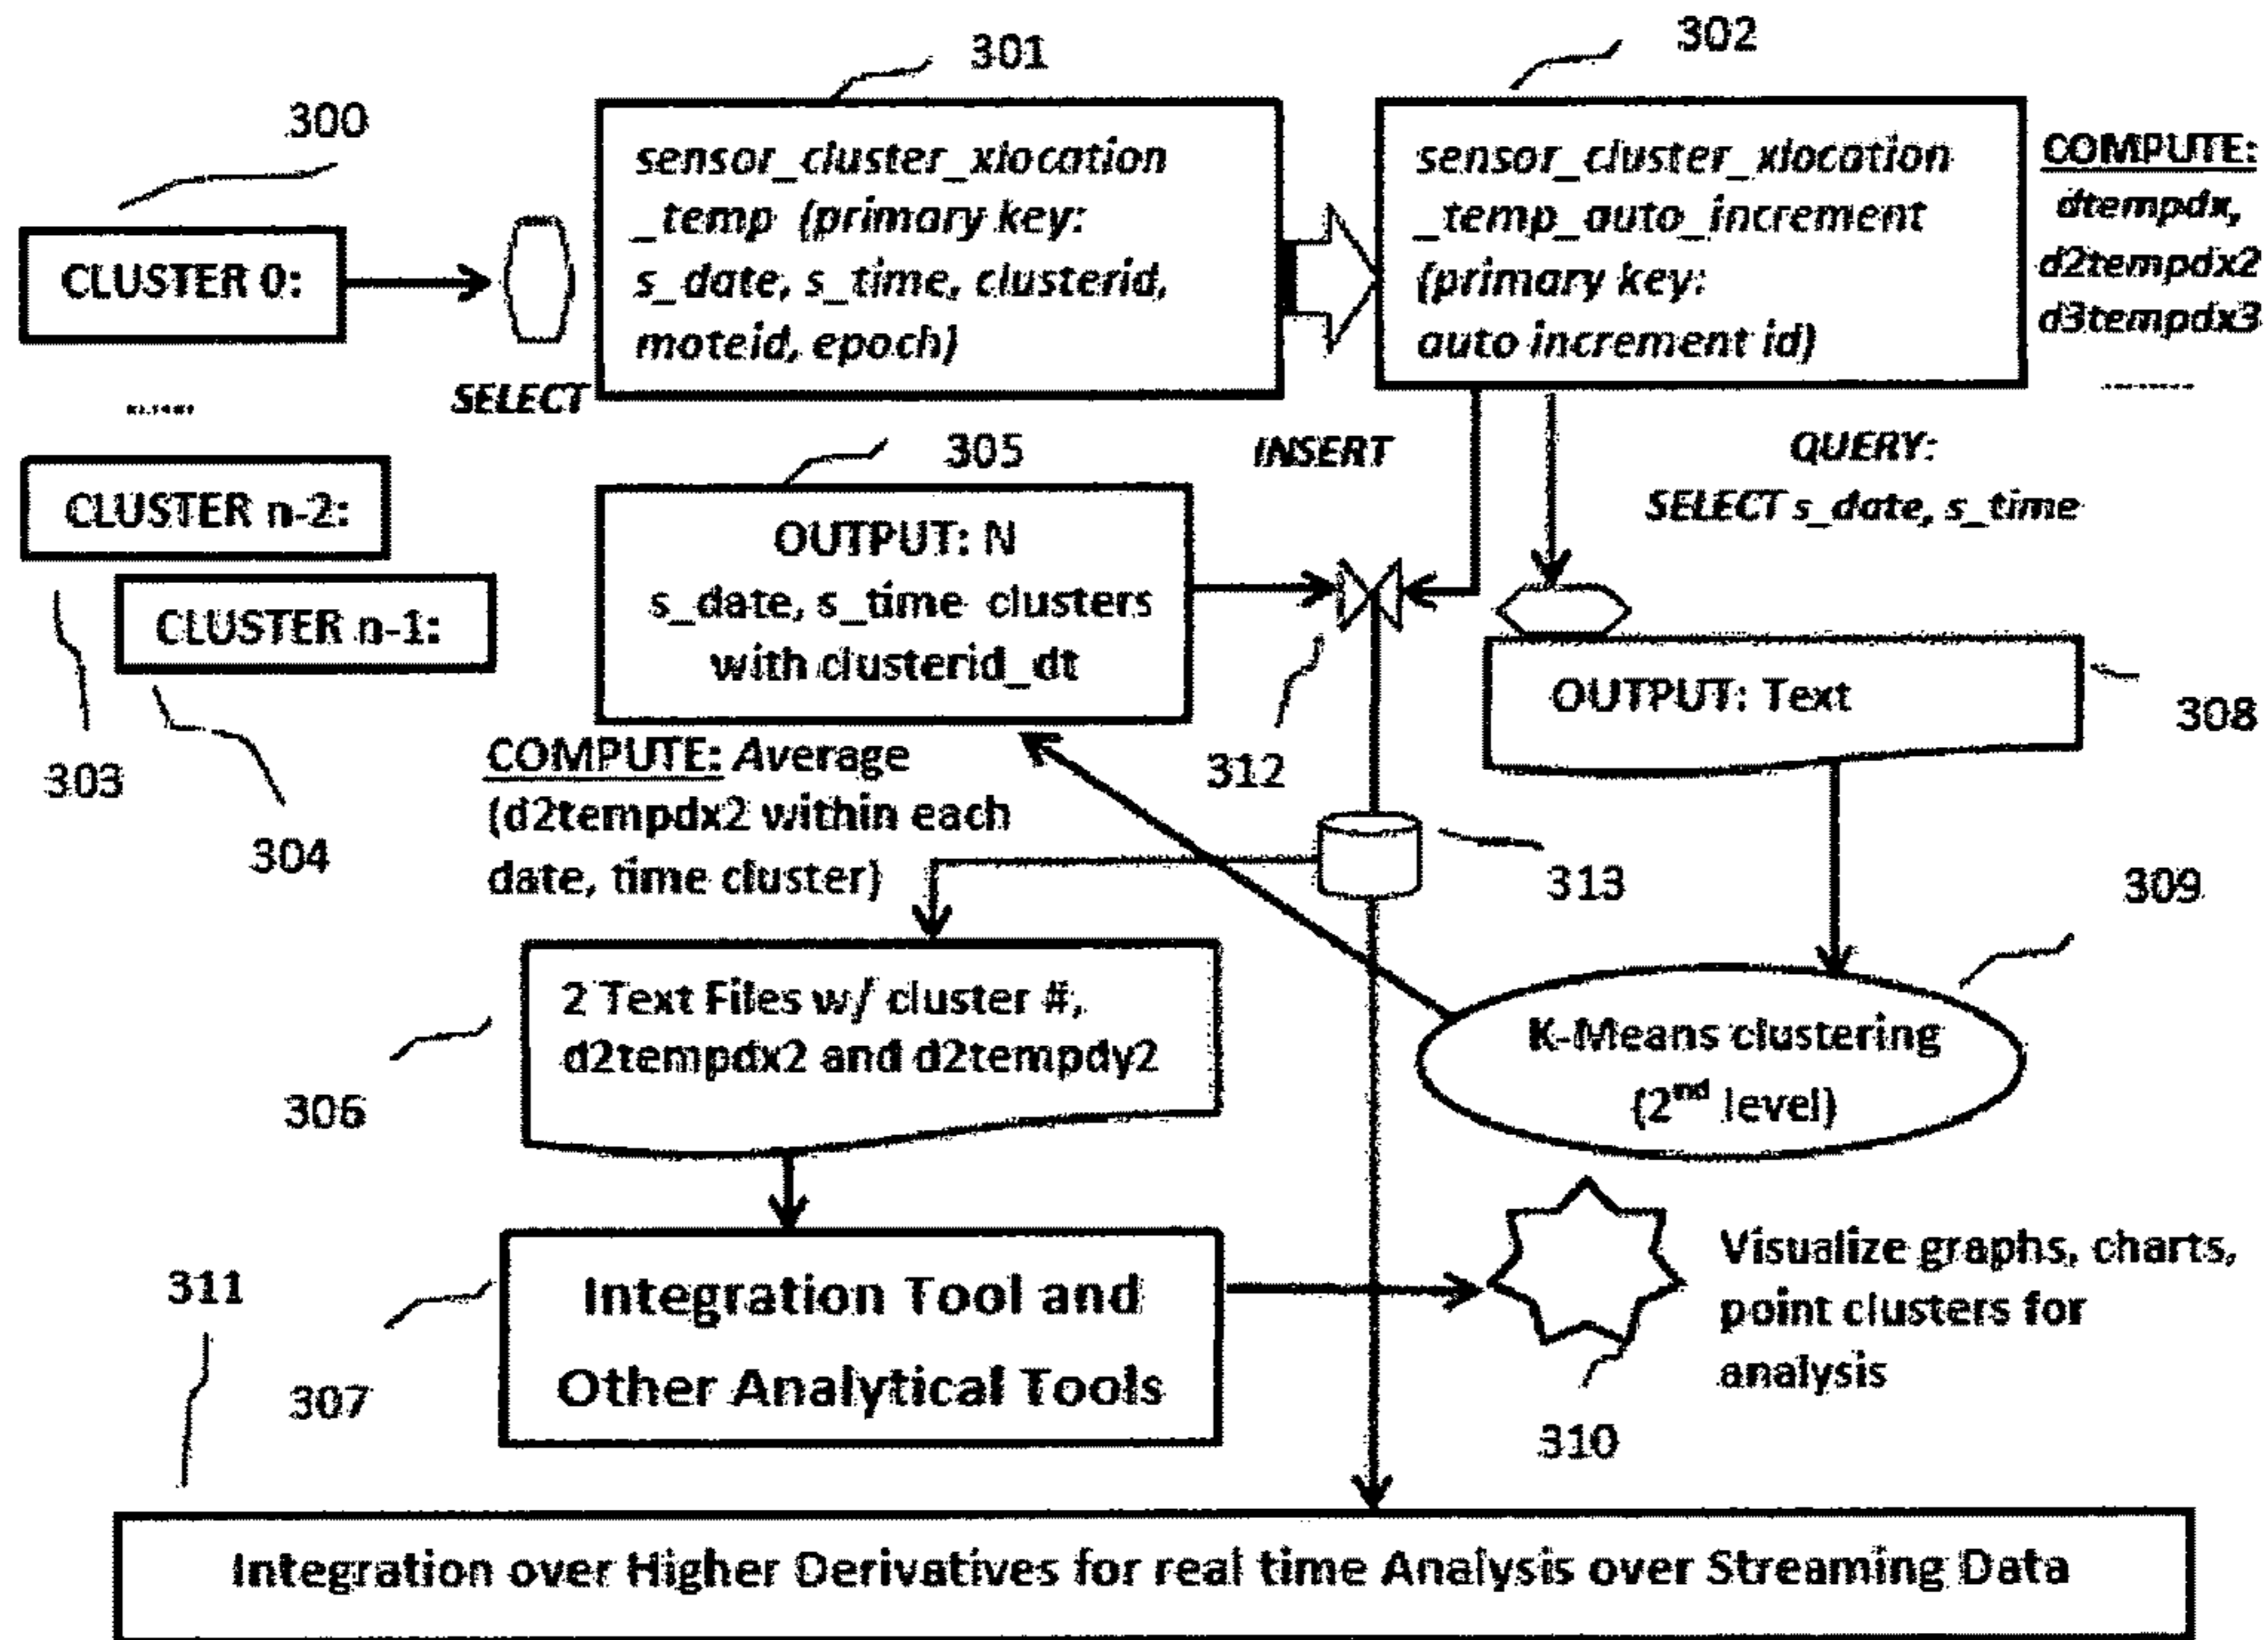 301
302
300
sensor_cluster_xlocation
_temp (primary key:
s_date, s_time, clusterid,
moteid, epoch)
sensor_cluster_xlocation
_temp_auto_increment
(primary key:
auto increment id)
COMPUTE:
dtempdx,
d2tempdx2
d3tempdx3
CLUSTER 0:
SELECT
INSERT
QUERY:
SELECT s_date, s_time
305
CLUSTER n-2:
CLUSTER n-1:
OUTPUT: N
s_date, s_time clusters
with clusterid_dt
OUTPUT: Text
308
303
304
312
COMPUTE: Average
(d2tempdx2 within each
date, time cluster)
313
309
2 Text Files w/ cluster #,
d2tempdx2 and d2tempdy2
306
K-Means clustering
(2nd level)
311
307
Integration Tool and
Other Analytical Tools
Visualize graphs, charts,
point clusters for
analysis
310
Integration over Higher Derivatives for real time Analysis over Streaming Data